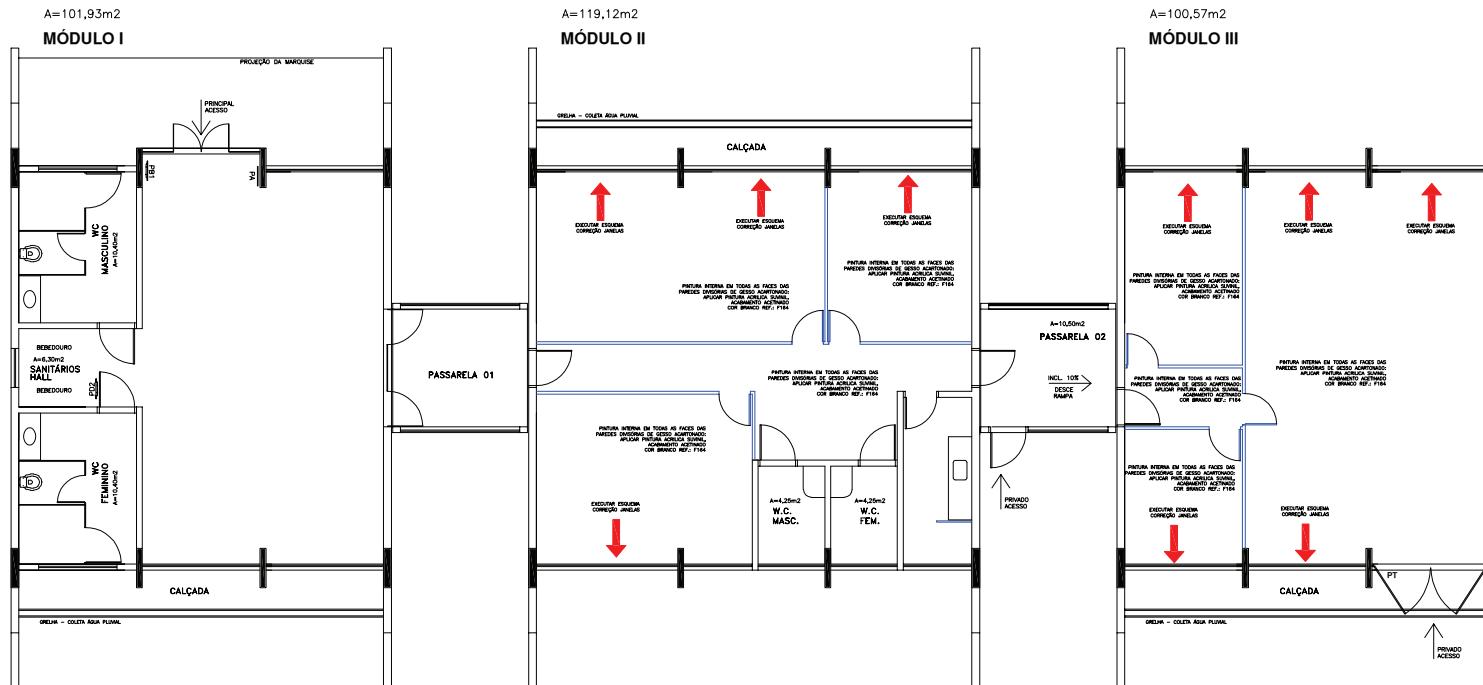 A=101,93m2
MÓDULO I
PROJEÇÃO DA MARQUISE
PRINCIPAL
ACESSO
PB1
PA
WC
MASCULINO
A=10,40m2
BEBEDOURO
A=6,30m2
SANITÁRIOS
HALL
BEBEDOURO
PD2
WC
FEMININO
A=10,40m2
CALÇADA
GRELHA - COLETA ÁGUA PLUVIAL
PASSARELA 01
A=119,12m2
MÓDULO II
GRELHA - COLETA ÁGUA PLUVIAL
CALÇADA
EXECUTAR ESQUEMA
CORREÇÃO JANELAS
EXECUTAR ESQUEMA
CORREÇÃO JANELAS
EXECUTAR ESQUEMA
CORREÇÃO JANELAS
PINTURA INTERNA EM TODAS AS FACES DAS
PAREDES DIVISÓRIAS DE GESSO ACARTONADO:
APLICAR PINTURA ACRILICA SUVINIL,
ACABAMENTO ACETINADO
COR BRANCO REF.: F164
PINTURA INTERNA EM TODAS AS FACES DAS
PAREDES DIVISÓRIAS DE GESSO ACARTONADO:
APLICAR PINTURA ACRILICA SUVINIL,
ACABAMENTO ACETINADO
COR BRANCO REF.: F164
PINTURA INTERNA EM TODAS AS FACES DAS
PAREDES DIVISÓRIAS DE GESSO ACARTONADO:
APLICAR PINTURA ACRILICA SUVINIL,
ACABAMENTO ACETINADO
COR BRANCO REF.: F164
PINTURA INTERNA EM TODAS AS FACES DAS
PAREDES DIVISÓRIAS DE GESSO ACARTONADO:
APLICAR PINTURA ACRILICA SUVINIL,
ACABAMENTO ACETINADO
COR BRANCO REF.: F164
EXECUTAR ESQUEMA
CORREÇÃO JANELAS
A=4,25m2
W.C.
MASC.
A=4,25m2
W.C.
FEM.
A=10,50m2
PASSARELA 02
INCL. 10%
DESCE
RAMPA
PRIVADO
ACESSO
A=100,57m2
MÓDULO III
EXECUTAR ESQUEMA
CORREÇÃO JANELAS
EXECUTAR ESQUEMA
CORREÇÃO JANELAS
EXECUTAR ESQUEMA
CORREÇÃO JANELAS
PINTURA INTERNA EM TODAS AS FACES DAS
PAREDES DIVISÓRIAS DE GESSO ACARTONADO:
APLICAR PINTURA ACRILICA SUVINIL,
ACABAMENTO ACETINADO
COR BRANCO REF.: F164
PINTURA INTERNA EM TODAS AS FACES DAS
PAREDES DIVISÓRIAS DE GESSO ACARTONADO:
APLICAR PINTURA ACRILICA SUVINIL,
ACABAMENTO ACETINADO
COR BRANCO REF.: F164
PINTURA INTERNA EM TODAS AS FACES DAS
PAREDES DIVISÓRIAS DE GESSO ACARTONADO:
APLICAR PINTURA ACRILICA SUVINIL,
ACABAMENTO ACETINADO
COR BRANCO REF.: F164
PINTURA INTERNA EM TODAS AS FACES DAS
PAREDES DIVISÓRIAS DE GESSO ACARTONADO:
APLICAR PINTURA ACRILICA SUVINIL,
ACABAMENTO ACETINADO
COR BRANCO REF.: F164
EXECUTAR ESQUEMA
CORREÇÃO JANELAS
EXECUTAR ESQUEMA
CORREÇÃO JANELAS
PT
CALÇADA
GRELHA - COLETA ÁGUA PLUVIAL
PRIVADO
ACESSO